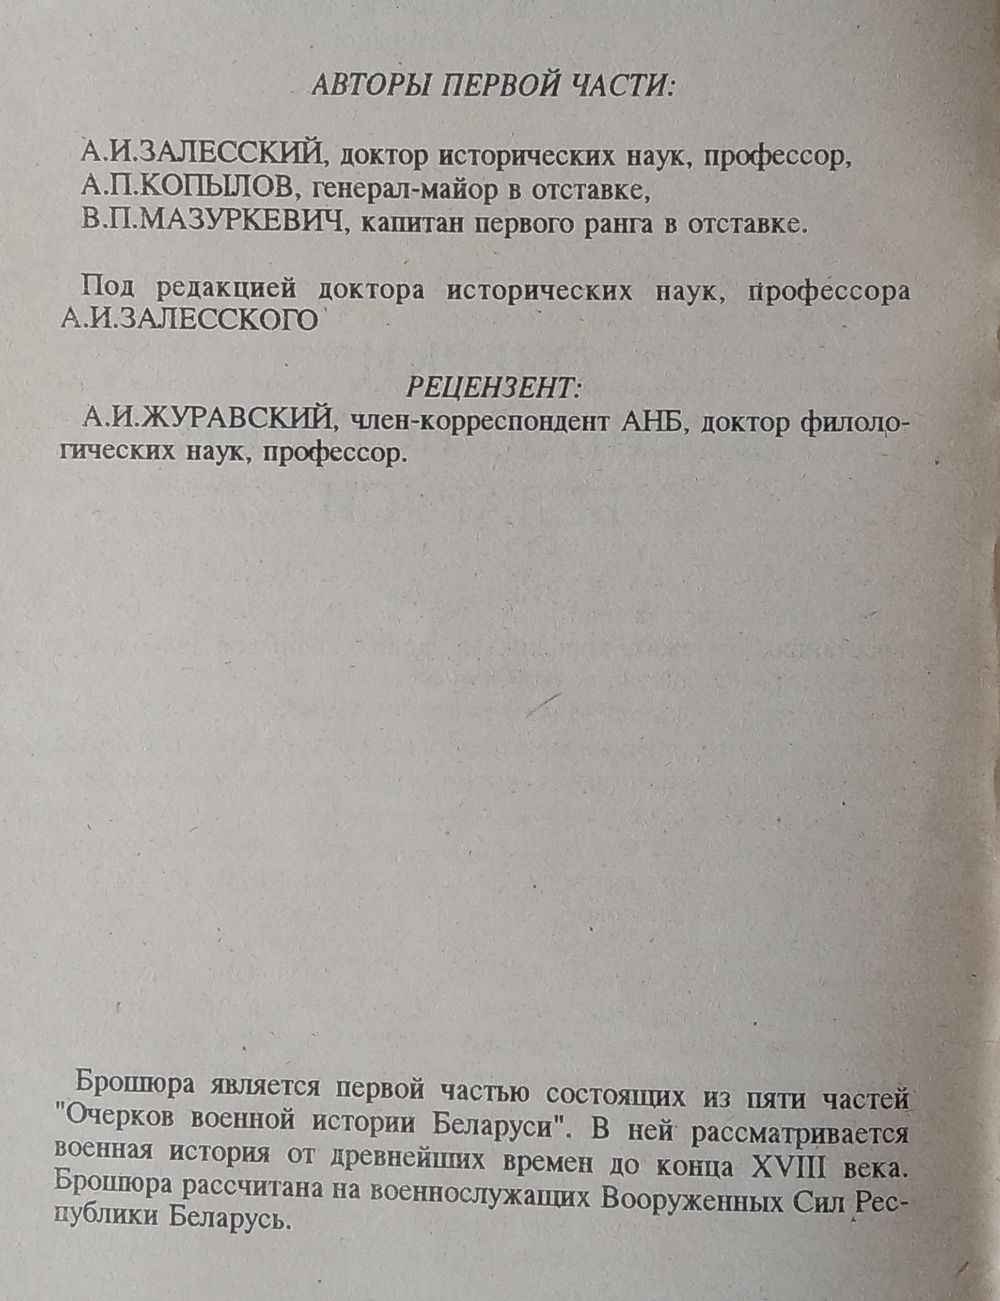 АВТОРЫ ПЕРВОЙ ЧАСТИ:
А.И.ЗАЛЕССКИЙ, доктор исторических наук, профессор,
А.П.КОПЫЛОВ, генерал-майор в отставке,
В.П.МАЗУРКЕВИЧ, капитан первого ранга в отставке.
Под редакцией доктора исторических наук, профессора
А.И.ЗАЛЕССКОГО
РЕЦЕНЗЕНТ:
А.И.ЖУРАВСКИЙ, член-корреспондент АНБ, доктор филоло-
гических наук, профессор.
Брошюра является первой частью состоящих из пяти частей
"Очерков военной истории Беларуси". В ней рассматривается
военная история от древнейших времен до конца XVIII века.
Брошюра рассчитана на военнослужащих Вооруженных Сил Рес-
публики Беларусь.